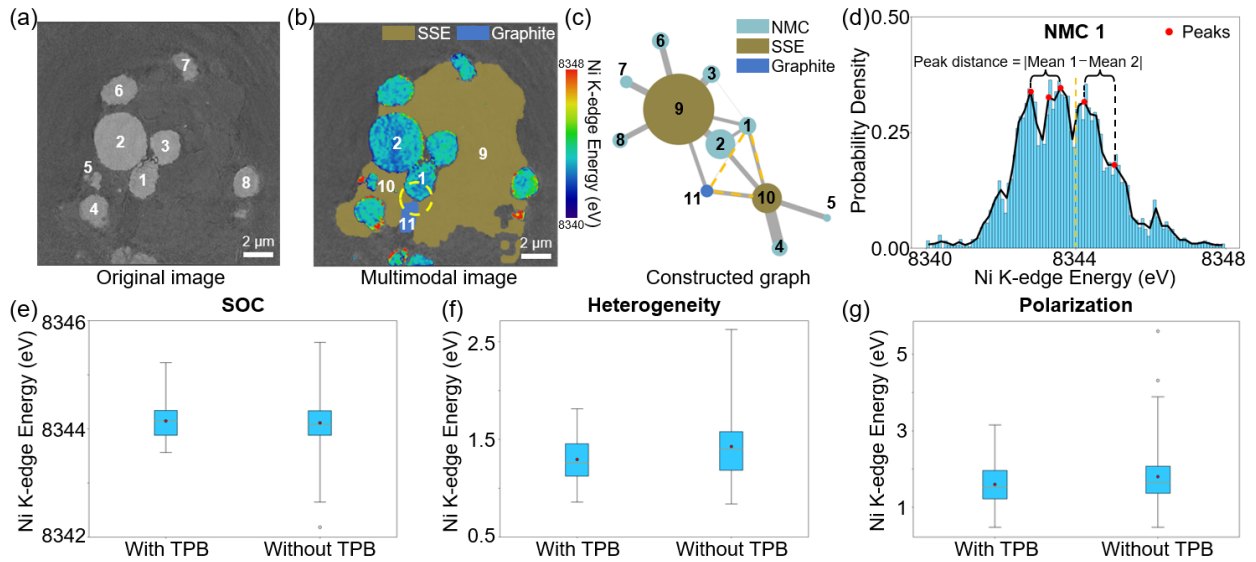 (a)
7
6
2
3
5
1
4
8
2 μm
Original image
(b)
SSE
Graphite
8348
Ni K-edge Energy (eV)
8340
2
9
1
10
11
2 μm
Multimodal image
(c)
NMC
SSE
Graphite
6
7
3
9
1
8
2
11
10
5
4
Constructed graph
(d)
NMC 1
Peaks
Peak distance = |Mean 1−Mean 2|
Probability Density
0.50
0.25
0.00
8340
8344
8348
Ni K-edge Energy (eV)
(e)
SOC
Ni K-edge Energy (eV)
8346
8344
8342
With TPB
Without TPB
(f)
Heterogeneity
Ni K-edge Energy (eV)
2.5
1.5
0.5
With TPB
Without TPB
(g)
Polarization
Ni K-edge Energy (eV)
5
3
1
With TPB
Without TPB